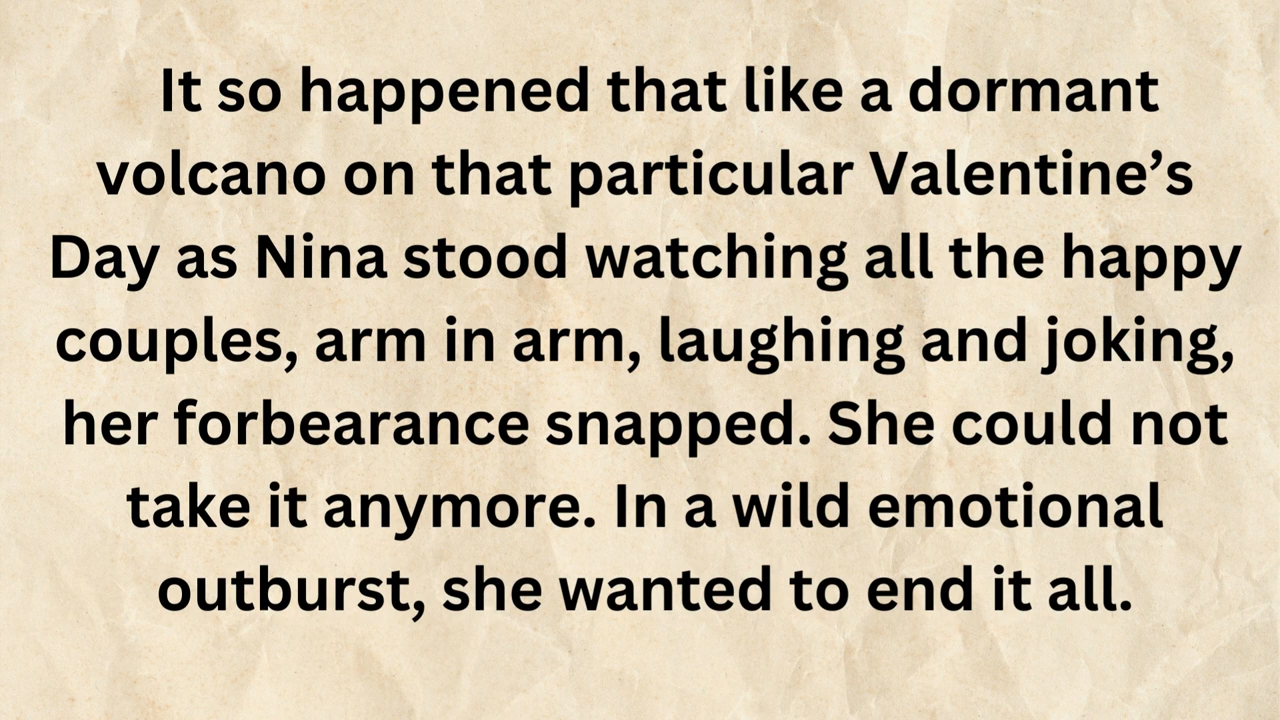 It so happened that like a dormant
volcano on that particular Valentine’s
Day as Nina stood watching all the happy
couples, arm in arm, laughing and joking,
her forbearance snapped. She could not
take it anymore. In a wild emotional
outburst, she wanted to end it all.